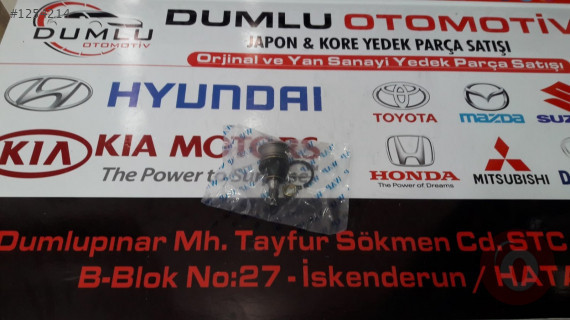 DUMLU OTOMOTİV
DUMLU
OTOMOTİV
JAPON & KORE YEDEK PARÇA SATIŞI
Orjinal ve Yan Sanayi Yedek Parça Satışı
HYUNDAI
TOYOTA
mazda
KIA
KIA MOTORS
The Power to
HONDA
The Power of Dreams
MITSUBISHI
Dumlupınar Mh. Tayfur Sökmen Cd. STC
B-Blok No:27 - İskenderun / HATA